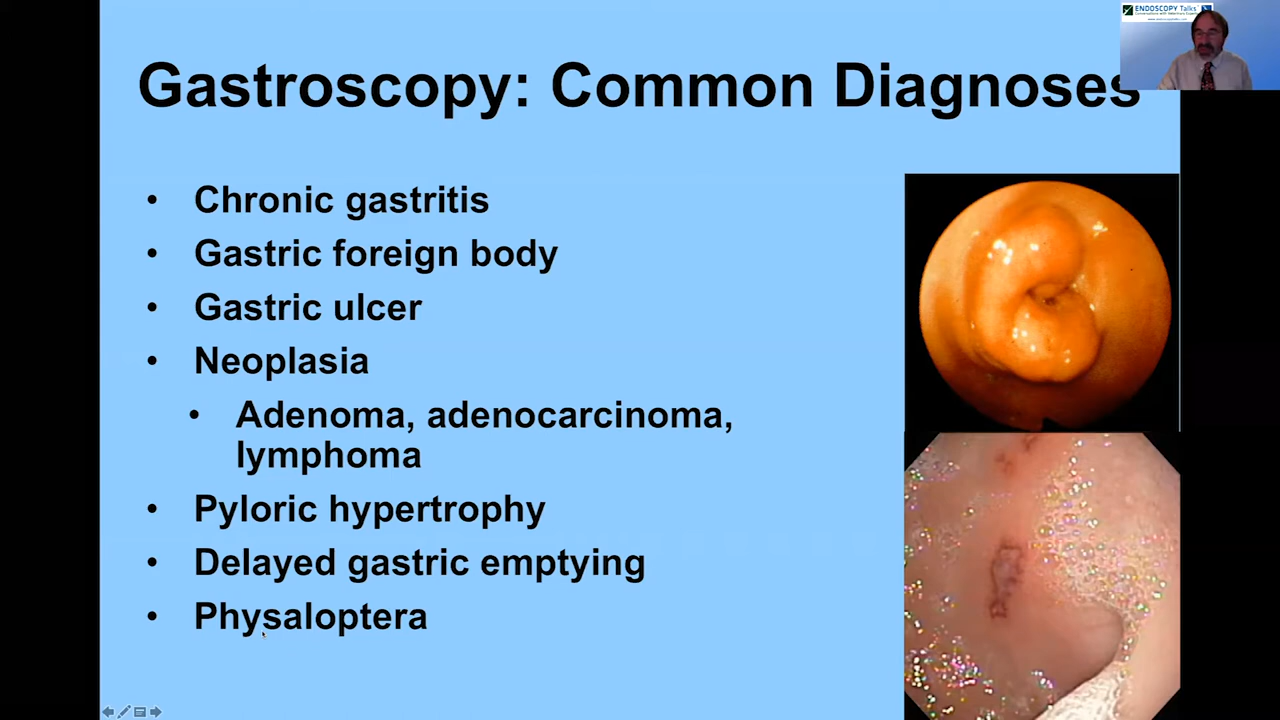 ENDOSCOPY Talks
Gastroscopy: Common Diagnoses
• Chronic gastritis
• Gastric foreign body
• Gastric ulcer
• Neoplasia
• Adenoma, adenocarcinoma,
lymphoma
• Pyloric hypertrophy
• Delayed gastric emptying
• Physaloptera